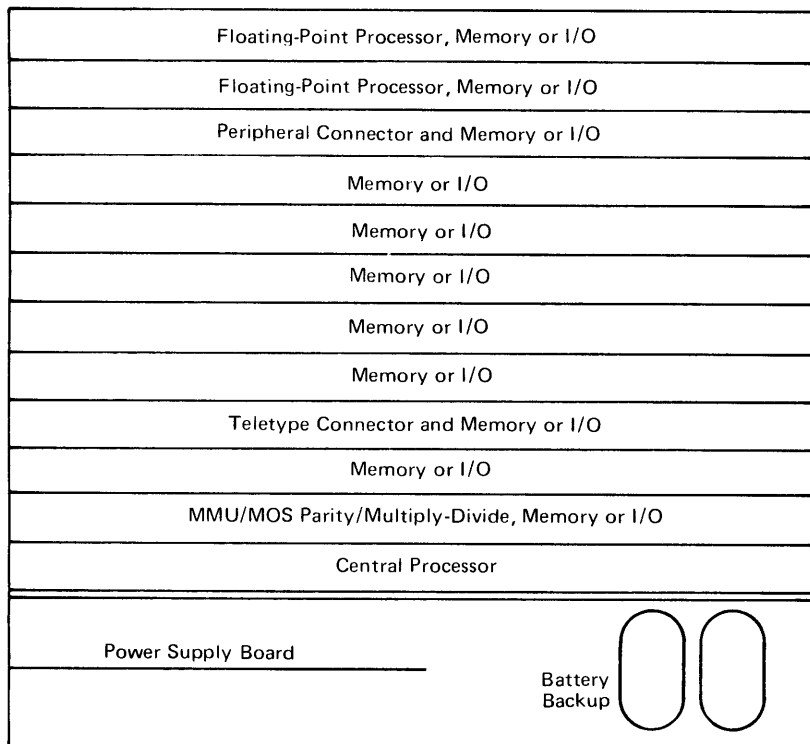 Floating-Point Processor, Memory or I/O
Floating-Point Processor, Memory or I/O
Peripheral Connector and Memory or I/O
Memory or I/O
Memory or I/O
Memory or I/O
Memory or I/O
Memory or I/O
Teletype Connector and Memory or I/O
Memory or I/O
MMU/MOS Parity/Multiply-Divide, Memory or I/O
Central Processor
Power Supply Board
Battery
Backup